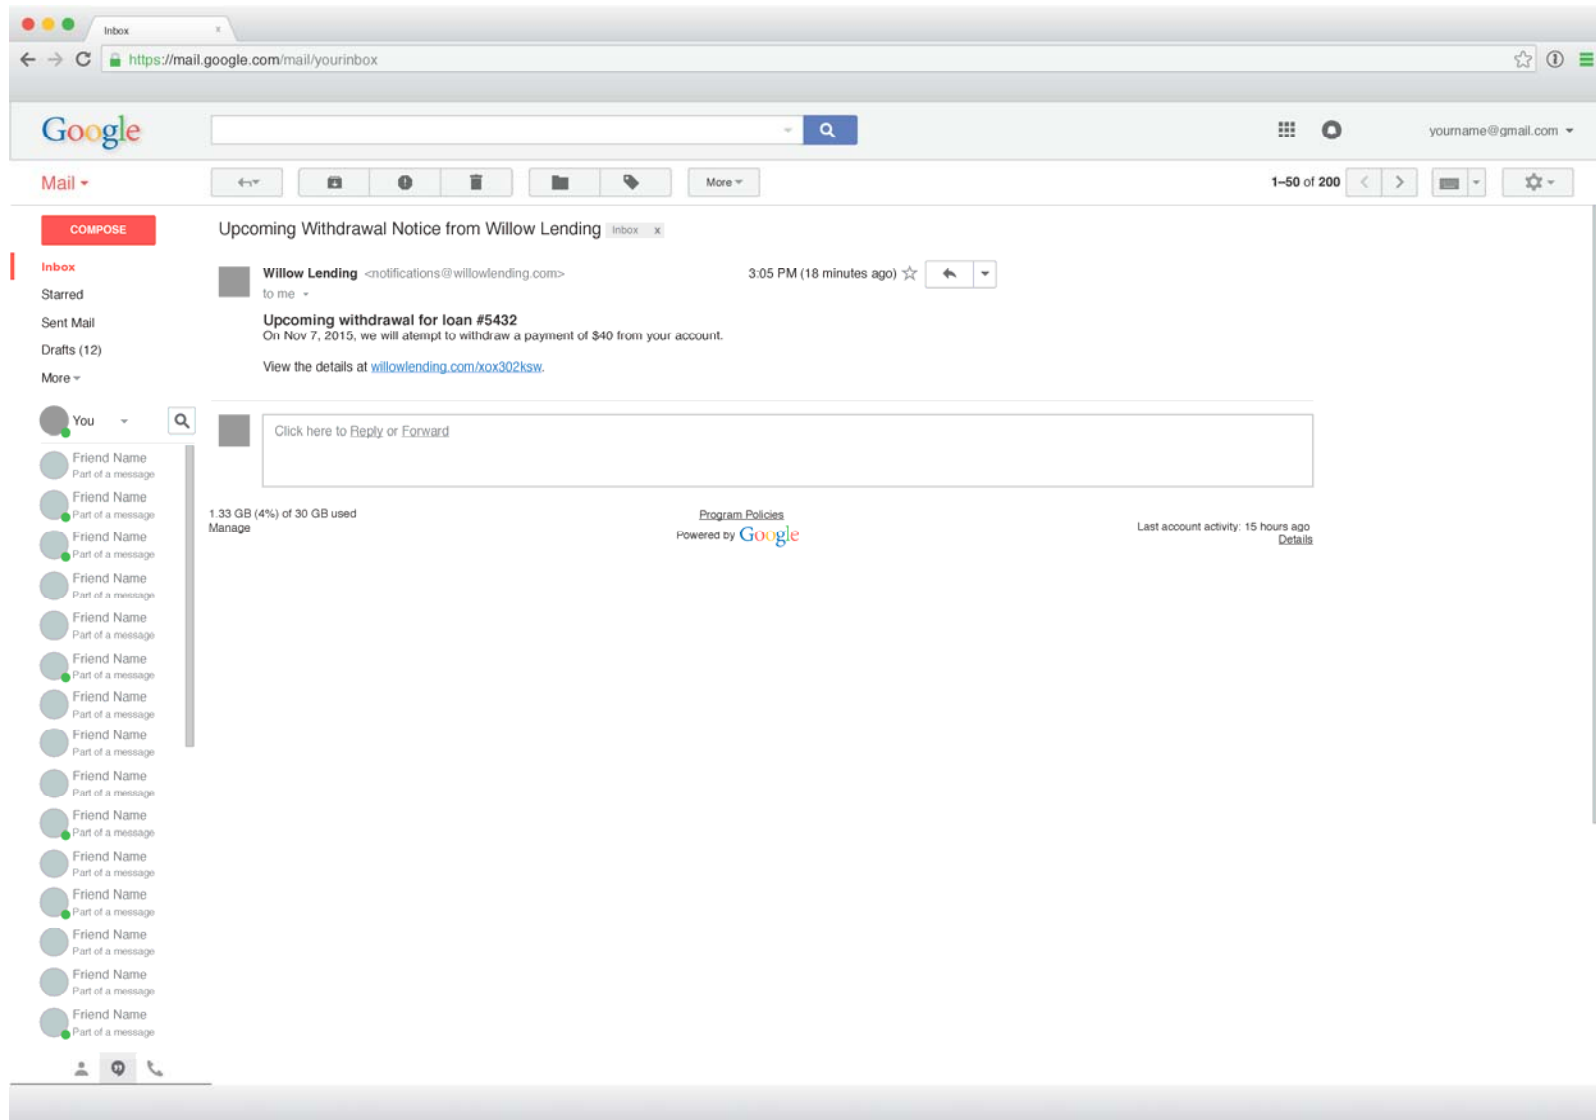 Inbox x
https://mail.google.com/mail/yourinbox
Google
yourname@gmail.com
Mail
More
1–50 of 200
COMPOSE
Upcoming Withdrawal Notice from Willow Lending Inbox x
Inbox
Willow Lending <notifications@willowlending.com> 3:05 PM (18 minutes ago)
to me
Starred
Sent Mail
Drafts (12)
More
Upcoming withdrawal for loan #5432
On Nov 7, 2015, we will atempt to withdraw a payment of $40 from your account.
View the details at willowlending.com/xox302ksw.
You
Click here to Reply or Forward
Friend Name
Part of a message
Friend Name
Part of a message
Friend Name
Part of a message
Friend Name
Part of a message
Friend Name
Part of a message
Friend Name
Part of a message
Friend Name
Part of a message
Friend Name
Part of a message
Friend Name
Part of a message
Friend Name
Part of a message
Friend Name
Part of a message
Friend Name
Part of a message
Friend Name
Part of a message
Friend Name
Part of a message
Friend Name
Part of a message
1.33 GB (4%) of 30 GB used
Manage
Program Policies
Powered by Google
Last account activity: 15 hours ago
Details